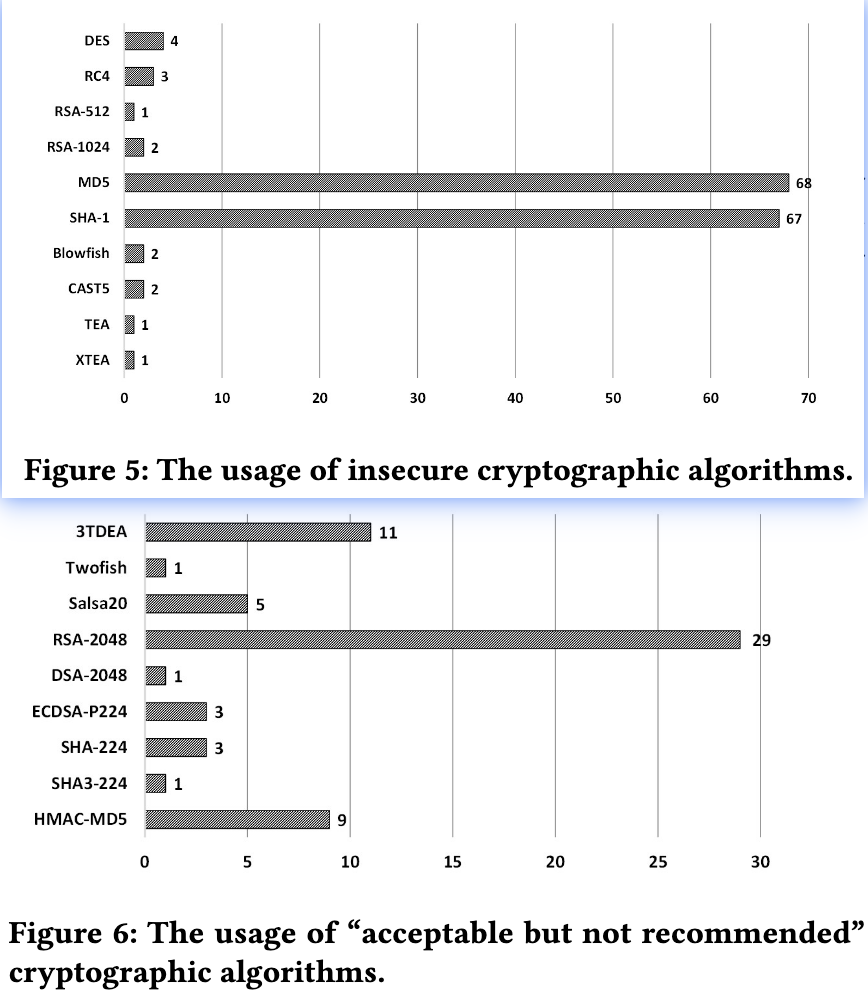 DES 4
RC4 3
RSA-512 1
RSA-1024 2
MD5 68
SHA-1 67
Blowfish 2
CAST5 2
TEA 1
XTEA 1
0 10 20 30 40 50 60 70
Figure 5: The usage of insecure cryptographic algorithms.
3TDEA 11
Twofish 1
Salsa20 5
RSA-2048 29
DSA-2048 1
ECDSA-P224 3
SHA-224 3
SHA3-224 1
HMAC-MD5 9
0 5 10 15 20 25 30
Figure 6: The usage of “acceptable but not recommended”
cryptographic algorithms.